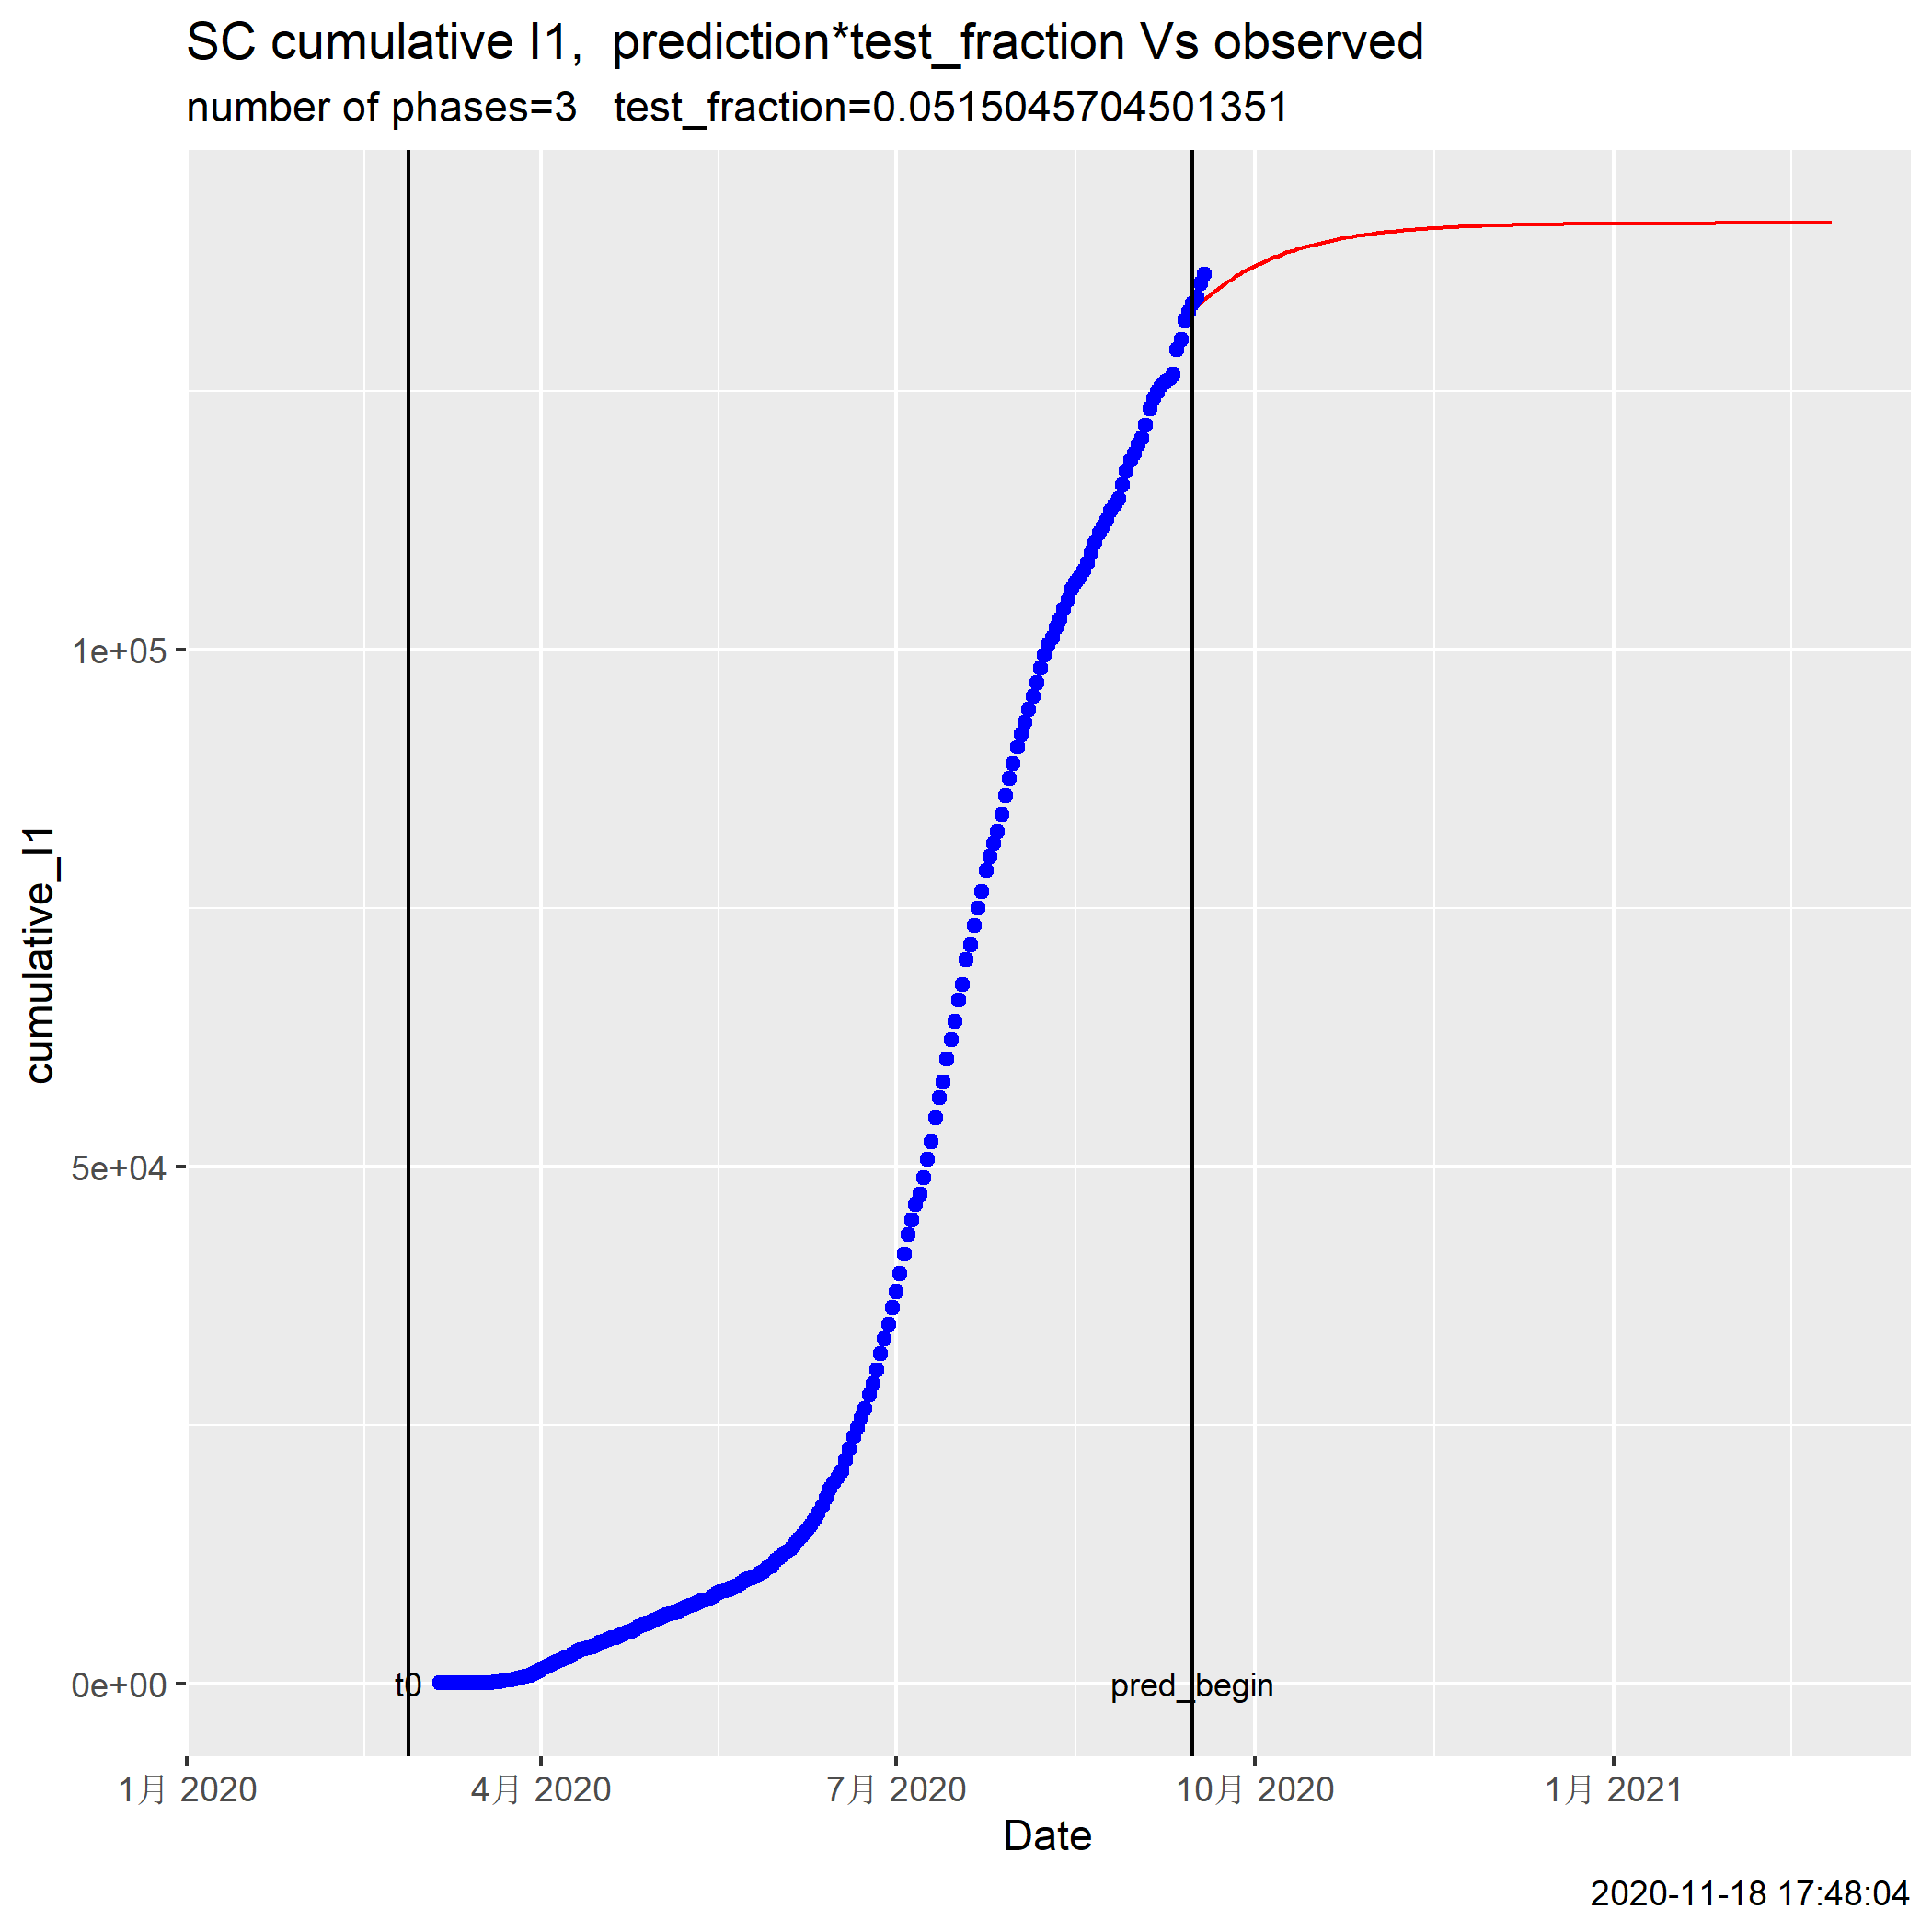 SC cumulative I1,  prediction*test_fraction Vs observed
number of phases=3   test_fraction=0.0515045704501351
cumulative_I1
1e+05
5e+04
0e+00
t0
pred_begin
1月 2020
4月 2020
7月 2020
10月 2020
1月 2021
Date
2020-11-18 17:48:04